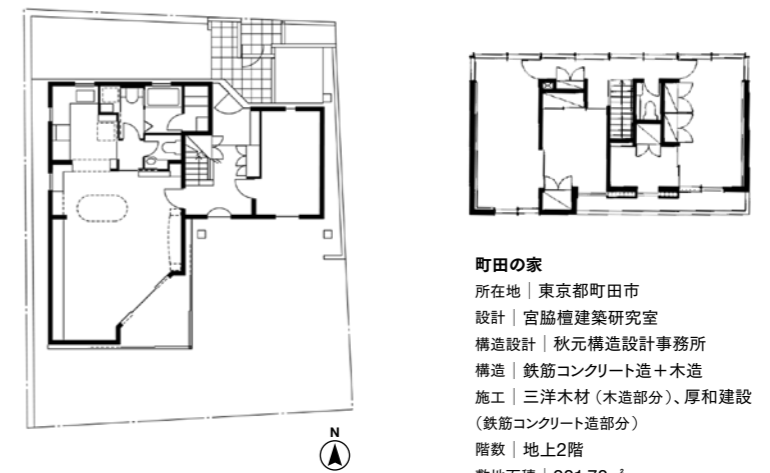 N
町田の家
所在地｜東京都町田市
設計｜宮脇檀建築研究室
構造設計｜秋元構造設計事務所
構造｜鉄筋コンクリート造＋木造
施工｜三洋木材（木造部分）、厚和建設
（鉄筋コンクリート造部分）
階数｜地上2階